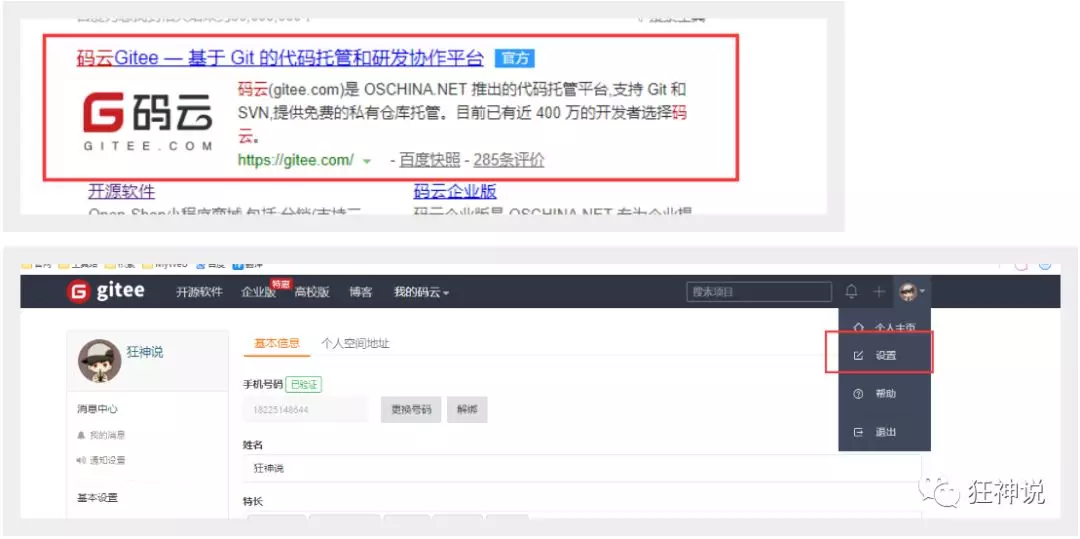 码云Gitee — 基于 Git 的代码托管和研发协作平台 官方
码云
GITEE.COM
码云(gitee.com)是 OSCHINA.NET 推出的代码托管平台,支持 Git 和
SVN,提供免费的私有仓库托管。目前已有近 400 万的开发者选择码
云。
https://gitee.com/ - 百度快照 - 285条评价
开源软件 码云企业版
gitee 开源软件 企业版 特惠 高校版 博客 我的码云 搜索项目
个人主页
设置
帮助
退出
狂神说
基本信息 个人空间地址
手机号码 已验证
18225148644 更换号码 解绑
消息中心
我的消息
通知设置
基本设置
姓名
狂神说
特长
狂神说